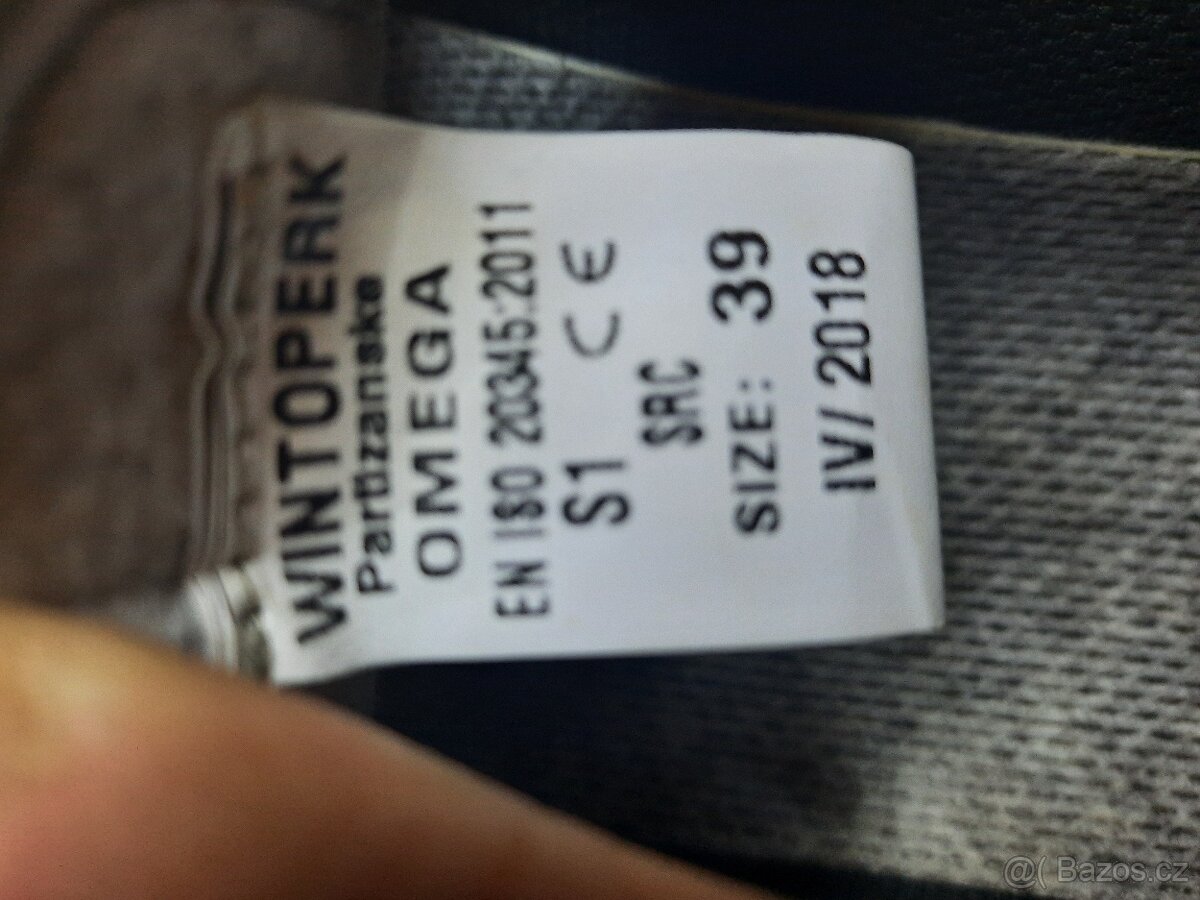 WINTOPERK
Partizanske
OMEGA
EN ISO 20345:2011
S1 CE
SRC
SIZE: 39
IV/ 2018
@( Bazos.cz